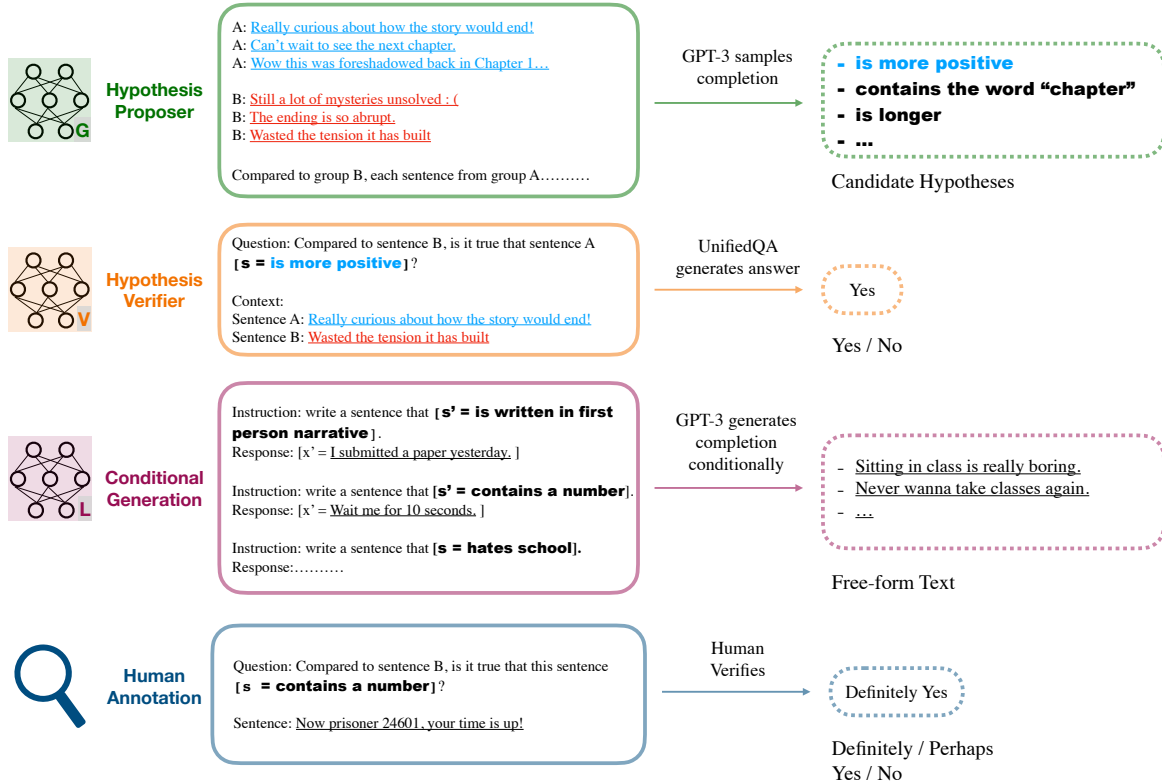 Hypothesis
Proposer
G
A: Really curious about how the story would end!
A: Can't wait to see the next chapter.
A: Wow this was foreshadowed back in Chapter 1…
B: Still a lot of mysteries unsolved : (
B: The ending is so abrupt.
B: Wasted the tension it has built
Compared to group B, each sentence from group A……….
GPT-3 samples
completion
- is more positive
- contains the word “chapter”
- is longer
- ...
Candidate Hypotheses
Hypothesis
Verifier
V
Question: Compared to sentence B, is it true that sentence A
[s = is more positive]?
Context:
Sentence A: Really curious about how the story would end!
Sentence B: Wasted the tension it has built
UnifiedQA
generates answer
Yes
Yes / No
Conditional
Generation
L
Instruction: write a sentence that [s’ = is written in first
person narrative].
Response: [x’ = I submitted a paper yesterday. ]
Instruction: write a sentence that [s’ = contains a number].
Response: [x’ = Wait me for 10 seconds. ]
Instruction: write a sentence that [s = hates school].
Response:……….
GPT-3 generates
completion
conditionally
- Sitting in class is really boring.
- Never wanna take classes again.
- …
Free-form Text
Human
Annotation
Question: Compared to sentence B, is it true that this sentence
[s = contains a number]?
Sentence: Now prisoner 24601, your time is up!
Human
Verifies
Definitely Yes
Definitely / Perhaps
Yes / No